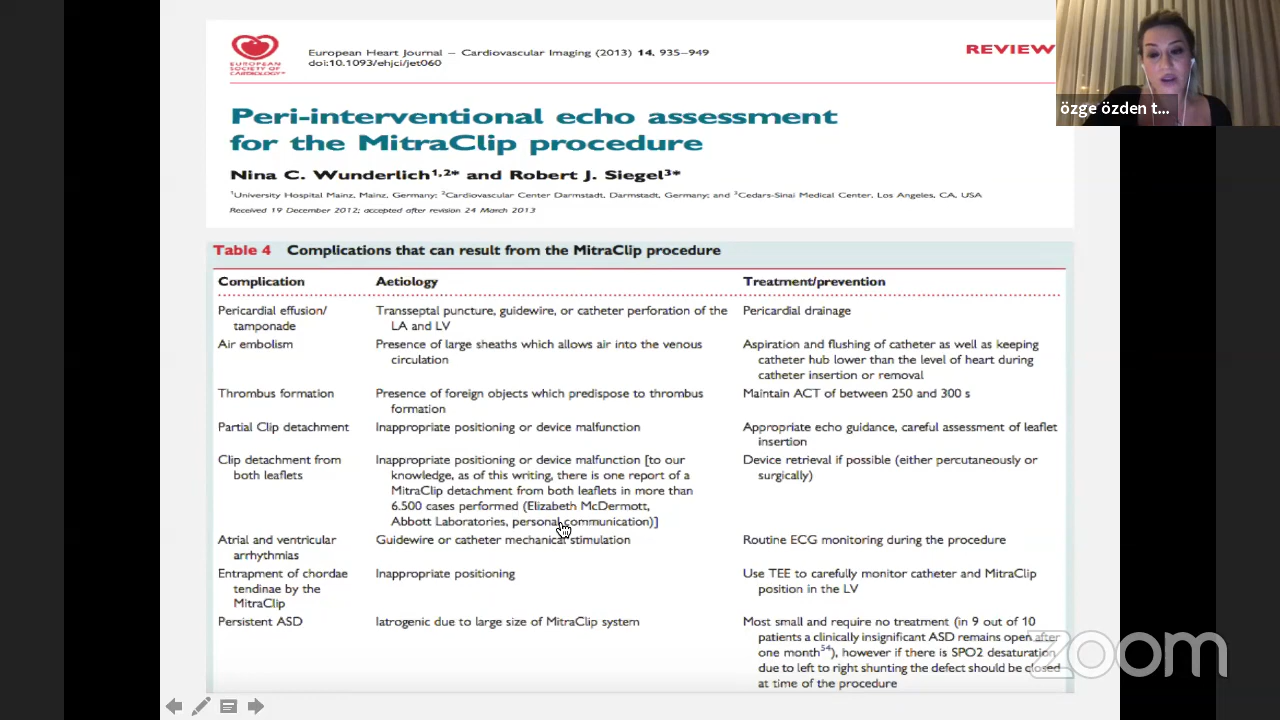 European Heart Journal – Cardiovascular Imaging (2013) 14, 935–949
doi:10.1093/ehjci/jet060
REVIEW
EUROPEAN
SOCIETY OF
CARDIOLOGY
özge özden t...
Peri-interventional echo assessment
for the MitraClip procedure
Nina C. Wunderlich1,2* and Robert J. Siegel3*
1University Hospital Mainz, Mainz, Germany; 2Cardiovascular Center Darmstadt, Darmstadt, Germany; and 3Cedars-Sinai Medical Center, Los Angeles, CA, USA
Received 19 December 2012; accepted after revision 24 March 2013
Table 4 Complications that can result from the MitraClip procedure
Complication Aetiology Treatment/prevention
Pericardial effusion/ Transseptal puncture, guidewire, or catheter perforation of the Pericardial drainage
tamponade LA and LV
Air embolism Presence of large sheaths which allows air into the venous Aspiration and flushing of catheter as well as keeping
circulation catheter hub lower than the level of heart during
catheter insertion or removal
Thrombus formation Presence of foreign objects which predispose to thrombus Maintain ACT of between 250 and 300 s
formation
Partial Clip detachment Inappropriate positioning or device malfunction Appropriate echo guidance, careful assessment of leaflet
insertion
Clip detachment from Inappropriate positioning or device malfunction [to our Device retrieval if possible (either percutaneously or
both leaflets knowledge, as of this writing, there is one report of a surgically)
MitraClip detachment from both leaflets in more than
6.500 cases performed (Elizabeth McDermott,
Abbott Laboratories, personal communication)]
Atrial and ventricular Guidewire or catheter mechanical stimulation Routine ECG monitoring during the procedure
arrhythmias
Entrapment of chordae Inappropriate positioning Use TEE to carefully monitor catheter and MitraClip
tendinae by the position in the LV
MitraClip
Persistent ASD Iatrogenic due to large size of MitraClip system Most small and require no treatment (in 9 out of 10
patients a clinically insignificant ASD remains open after
one month54), however if there is SPO2 desaturation
due to left to right shunting the defect should be closed
at time of the procedure
zoom